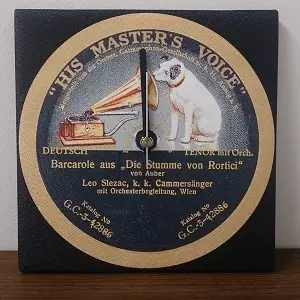 "HIS MASTER'S VOICE"
DEUTSCH
TENOR mit Orch.
Barcarole aus „Die Stumme von Rortici"
von Auber
Leo Slezac, k. k. Cammersänger
mit Orchesterbegleitung, Wien
Katalog No
G.C.-3-42886
Katalog No
G.C.-3-42886